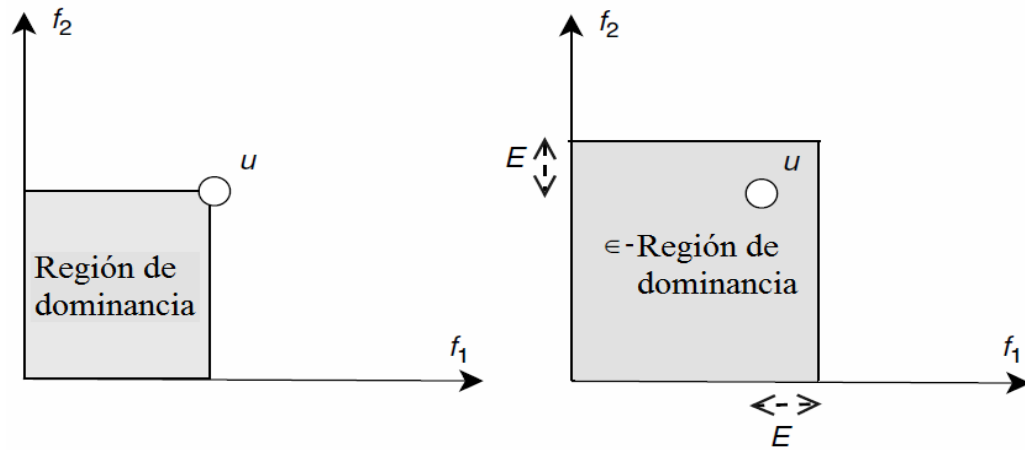 f₂
u
Región de
dominancia
f₁
f₂
E
u
∈-Región de
dominancia
f₁
E